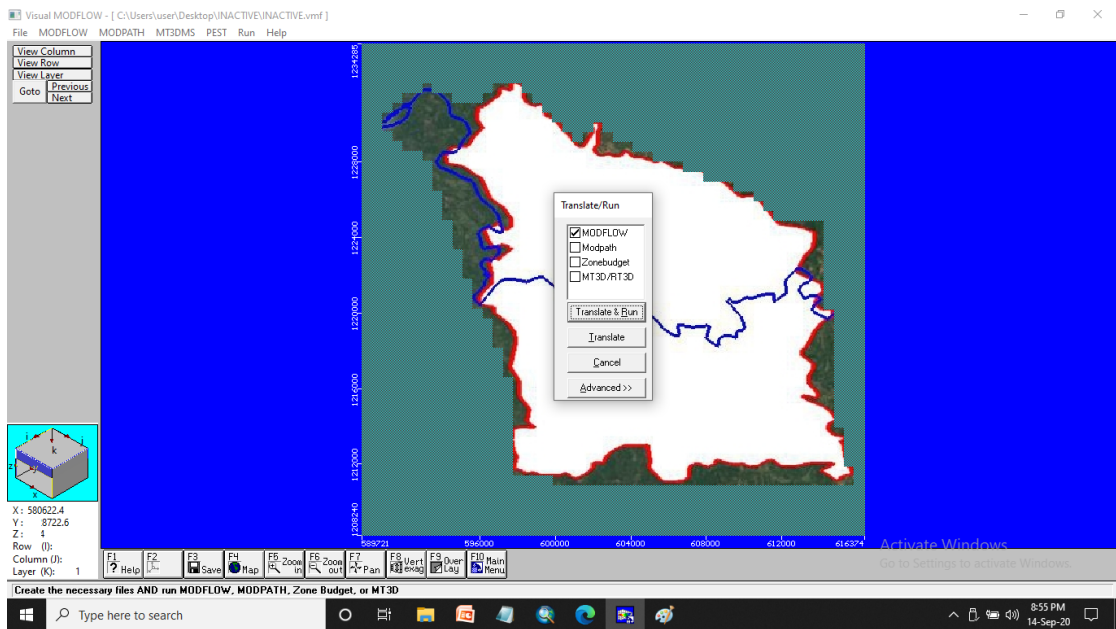 Visual MODFLOW - [ C:\Users\user\Desktop\INACTIVE\INACTIVE.vmf ]
File MODFLOW MODPATH MT3DMS PEST Run Help
View Column
View Row
View Layer
Goto
Previous
Next
1234285
1228000
1224000
1220000
1216000
1212000
1208240
589721 596000 600000 604000 608000 612000 616374
Translate/Run
MODFLOW
Modpath
Zonebudget
MT3D/RT3D
Translate & Run
Translate
Cancel
Advanced >>
i j
k
z y
x
X : 580622.4
Y : 8722.6
Z : 4
Row (I):
Column (J):
Layer (K): 1
F1 Help
F2
F3 Save
F4 Map
F5 Zoom in
F6 Zoom out
F7 Pan
F8 Vert exag
F9 Over Lay
F10 Main Menu
Activate Windows
Go to Settings to activate Windows.
Create the necessary files AND run MODFLOW, MODPATH, Zone Budget, or MT3D
Type here to search
8:55 PM
14-Sep-20